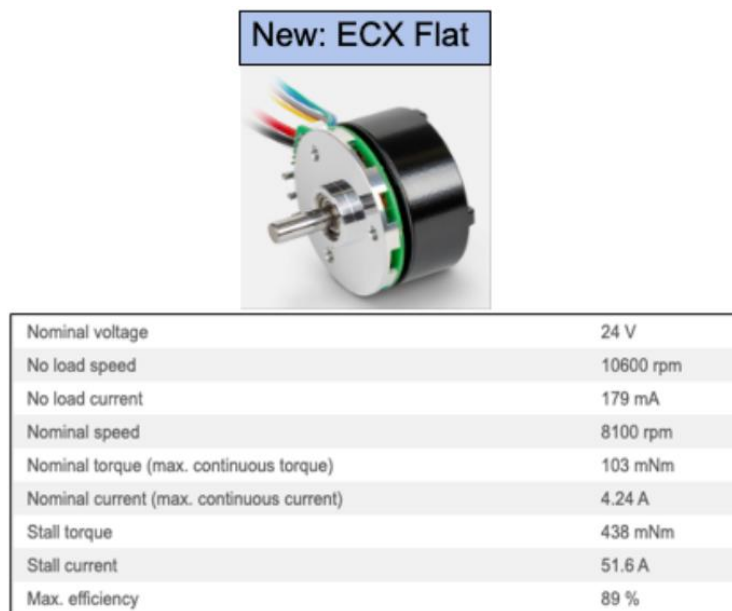 New: ECX Flat
Nominal voltage 24 V
No load speed 10600 rpm
No load current 179 mA
Nominal speed 8100 rpm
Nominal torque (max. continuous torque) 103 mNm
Nominal current (max. continuous current) 4.24 A
Stall torque 438 mNm
Stall current 51.6 A
Max. efficiency 89 %